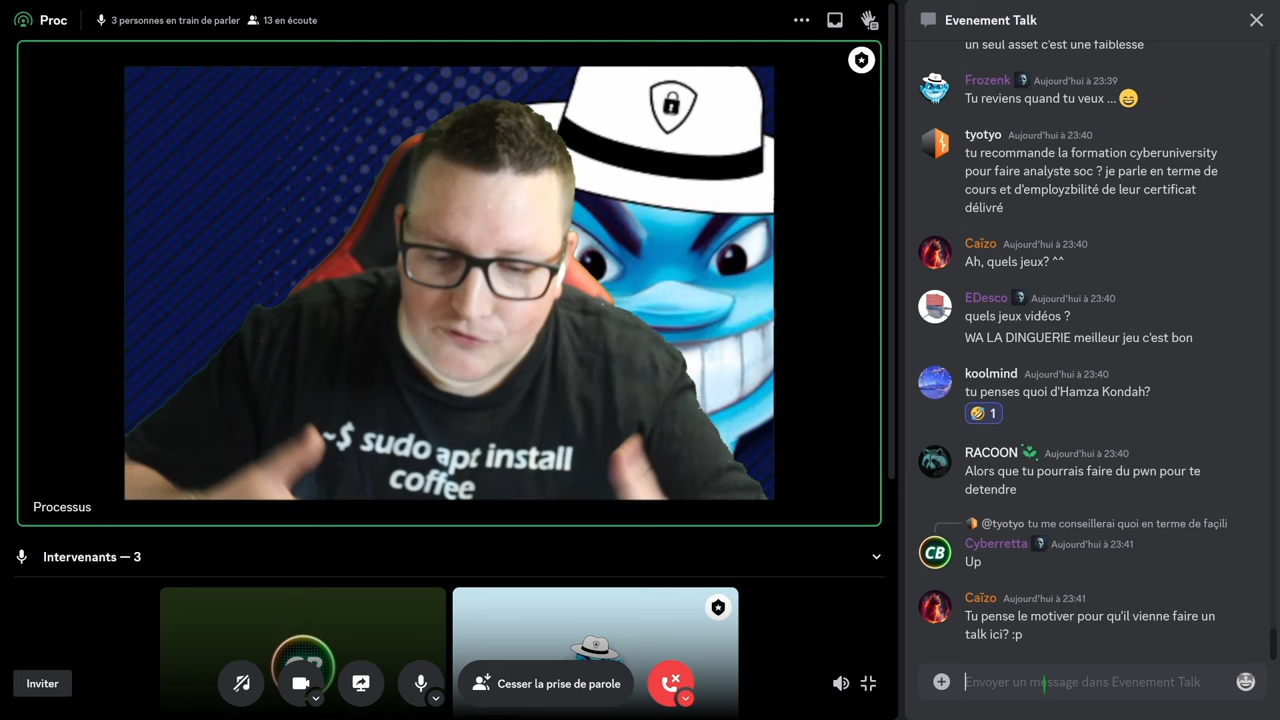 Proc
3 personnes en train de parler
13 en écoute
~$ sudo apt install
coffee
Processus
Intervenants — 3
CB
Inviter
Cesser la prise de parole
Evenement Talk
un seul asset c'est une faiblesse
Frozenk Aujourd'hui à 23:39
Tu reviens quand tu veux ... 😄
tyotyo Aujourd'hui à 23:40
tu recommande la formation cyberuniversity
pour faire analyste soc ? je parle en terme de
cours et d'employzbilité de leur certificat
délivré
Caïzo Aujourd'hui à 23:40
Ah, quels jeux? ^^
EDesco Aujourd'hui à 23:40
quels jeux vidéos ?
WA LA DINGUERIE meilleur jeu c'est bon
koolmind Aujourd'hui à 23:40
tu penses quoi d'Hamza Kondah?
🤣 1
RACOON Aujourd'hui à 23:40
Alors que tu pourrais faire du pwn pour te
detendre
@tyotyo tu me conseillerai quoi en terme de façili
CB
Cyberretta Aujourd'hui à 23:41
Up
Caïzo Aujourd'hui à 23:41
Tu pense le motiver pour qu'il vienne faire un
talk ici? :p
Envoyer un message dans Evenement Talk